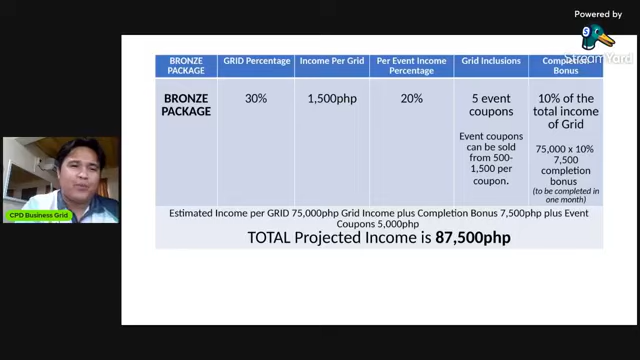 Powered by
StreamYard
BRONZE PACKAGE
GRID Percentage
Income Per Grid
Per Event Income Percentage
Grid Inclusions
Bonus
BRONZE PACKAGE
30%
1,500php
20%
5 event
coupons
Event coupons
can be sold
from 500-
1,500 per
coupon.
10% of the
total income
of Grid
75,000 x 10%
7,500
completion
bonus
(to be completed in
one month)
Estimated Income per GRID 75,000php Grid Income plus Completion Bonus 7,500php plus Event
Coupons 5,000php
TOTAL Projected Income is 87,500php
CPD Business Grid